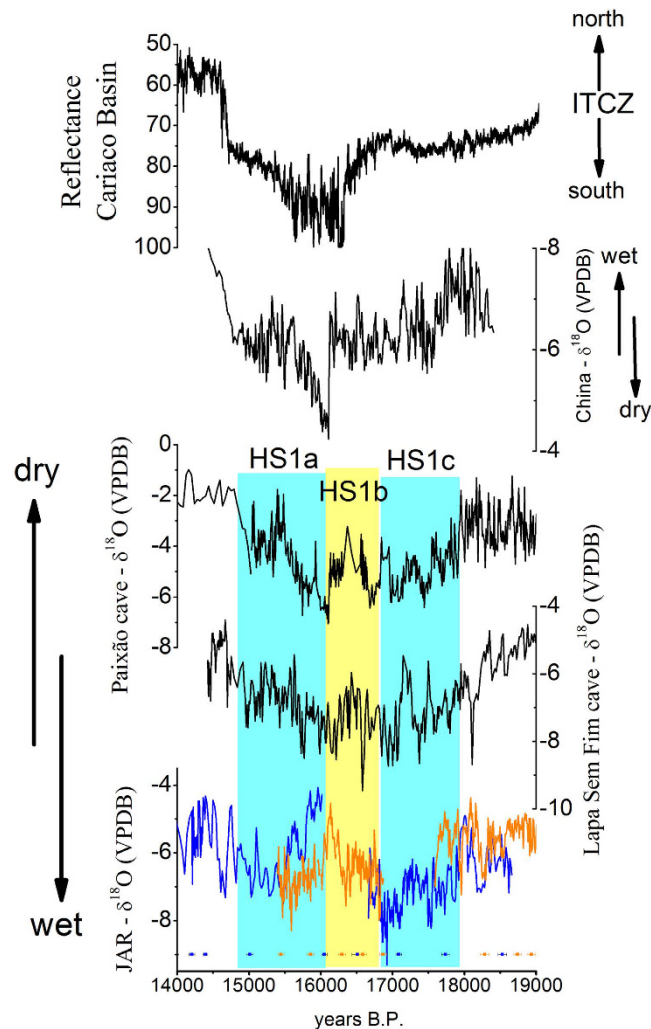 north
ITCZ
south
Reflectance
Cariaco Basin
50
60
70
80
90
100
-8
-6
-4
China - δ¹⁸O (VPDB)
wet
dry
HS1a
HS1b
HS1c
dry
wet
0
-2
-4
-6
-8
Paixão cave - δ¹⁸O (VPDB)
-4
-6
-8
-10
Lapa Sem Fim cave - δ¹⁸O (VPDB)
-4
-6
-8
JAR - δ¹⁸O (VPDB)
14000
15000
16000
17000
18000
19000
years B.P.